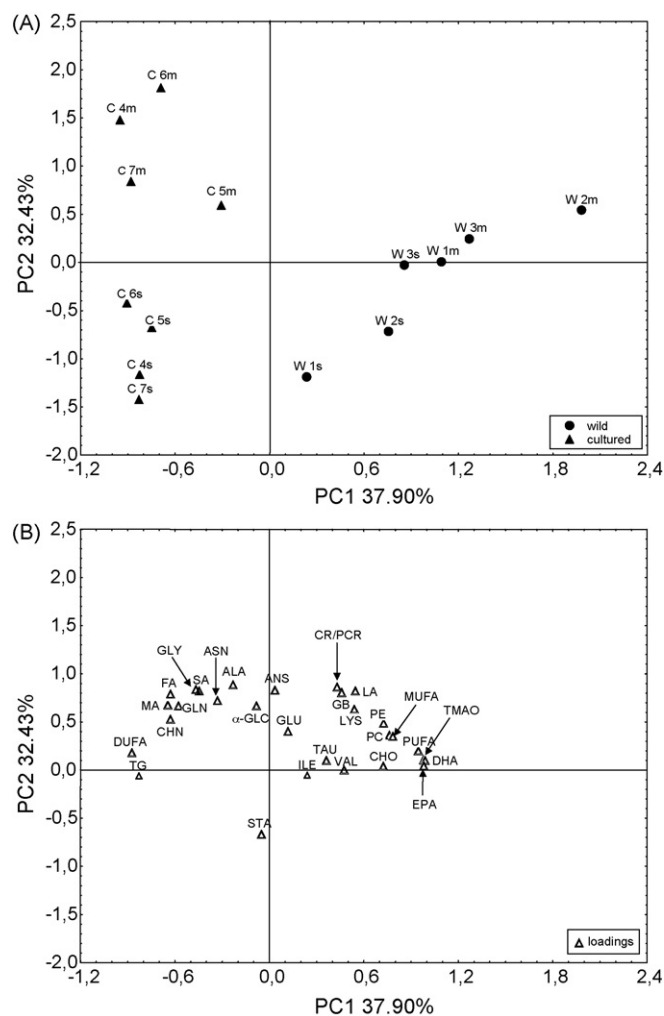 (A)
2,5
2,0
1,5
1,0
0,5
0,0
-0,5
-1,0
-1,5
-2,0
PC2 32.43%
C 6m
C 4m
C 7m
C 5m
W 2m
W 3m
W 3s
W 1m
C 6s
C 5s
W 2s
C 4s
C 7s
W 1s
wild
cultured
-1,2
-0,6
0,0
0,6
1,2
1,8
2,4
PC1 37.90%
(B)
2,5
2,0
1,5
1,0
0,5
0,0
-0,5
-1,0
-1,5
-2,0
PC2 32.43%
CR/PCR
GLY
ASN
FA
SA
ALA
ANS
LA
MUFA
MA
GLN
GB
TMAO
α-GLC
LYS
CHN
GLU
PE
PC
DUFA
PUFA
TG
TAU
ILE
VAL
CHO
DHA
EPA
STA
loadings
-1,2
-0,6
0,0
0,6
1,2
1,8
2,4
PC1 37.90%